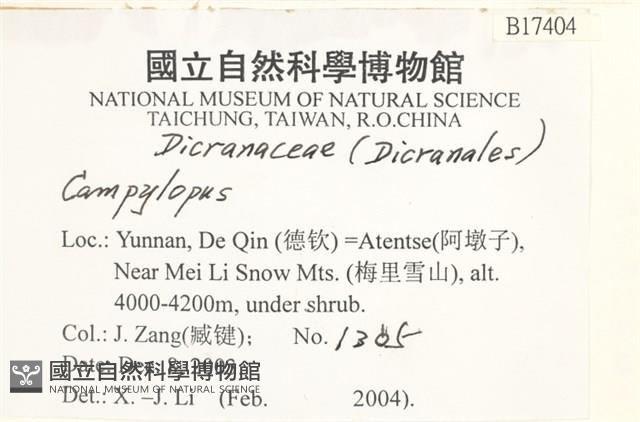 B17404
國立自然科學博物館
NATIONAL MUSEUM OF NATURAL SCIENCE
TAICHUNG, TAIWAN, R.O.CHINA
Dicranaceae (Dicranales)
Campylopus
Loc.: Yunnan, De Qin (德钦) =Atentse(阿墩子),
Near Mei Li Snow Mts. (梅里雪山), alt.
4000-4200m, under shrub.
Col.: J. Zang(臧键); No. 1305
Date: Dec.
國立自然科學博物館
NATIONAL MUSEUM OF NATURAL SCIENCE
Det.: X. –J. Li (Feb. 2004).